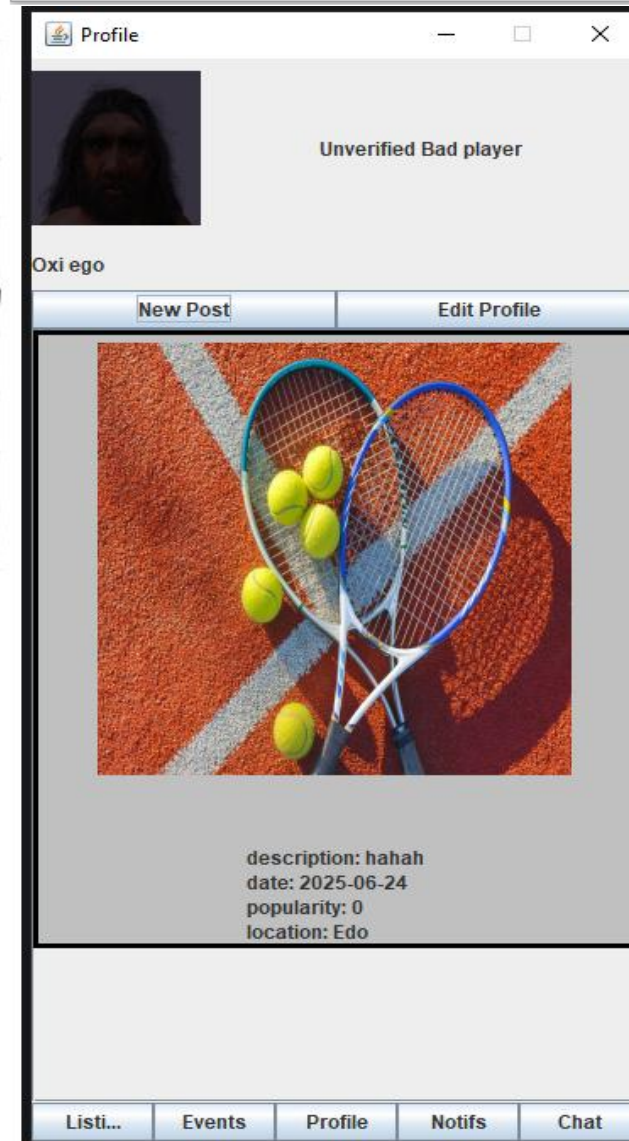 Profile
Unverified Bad player
Oxi ego
New Post Edit Profile
description: hahah
date: 2025-06-24
popularity: 0
location: Edo
Listi... Events Profile Notifs Chat